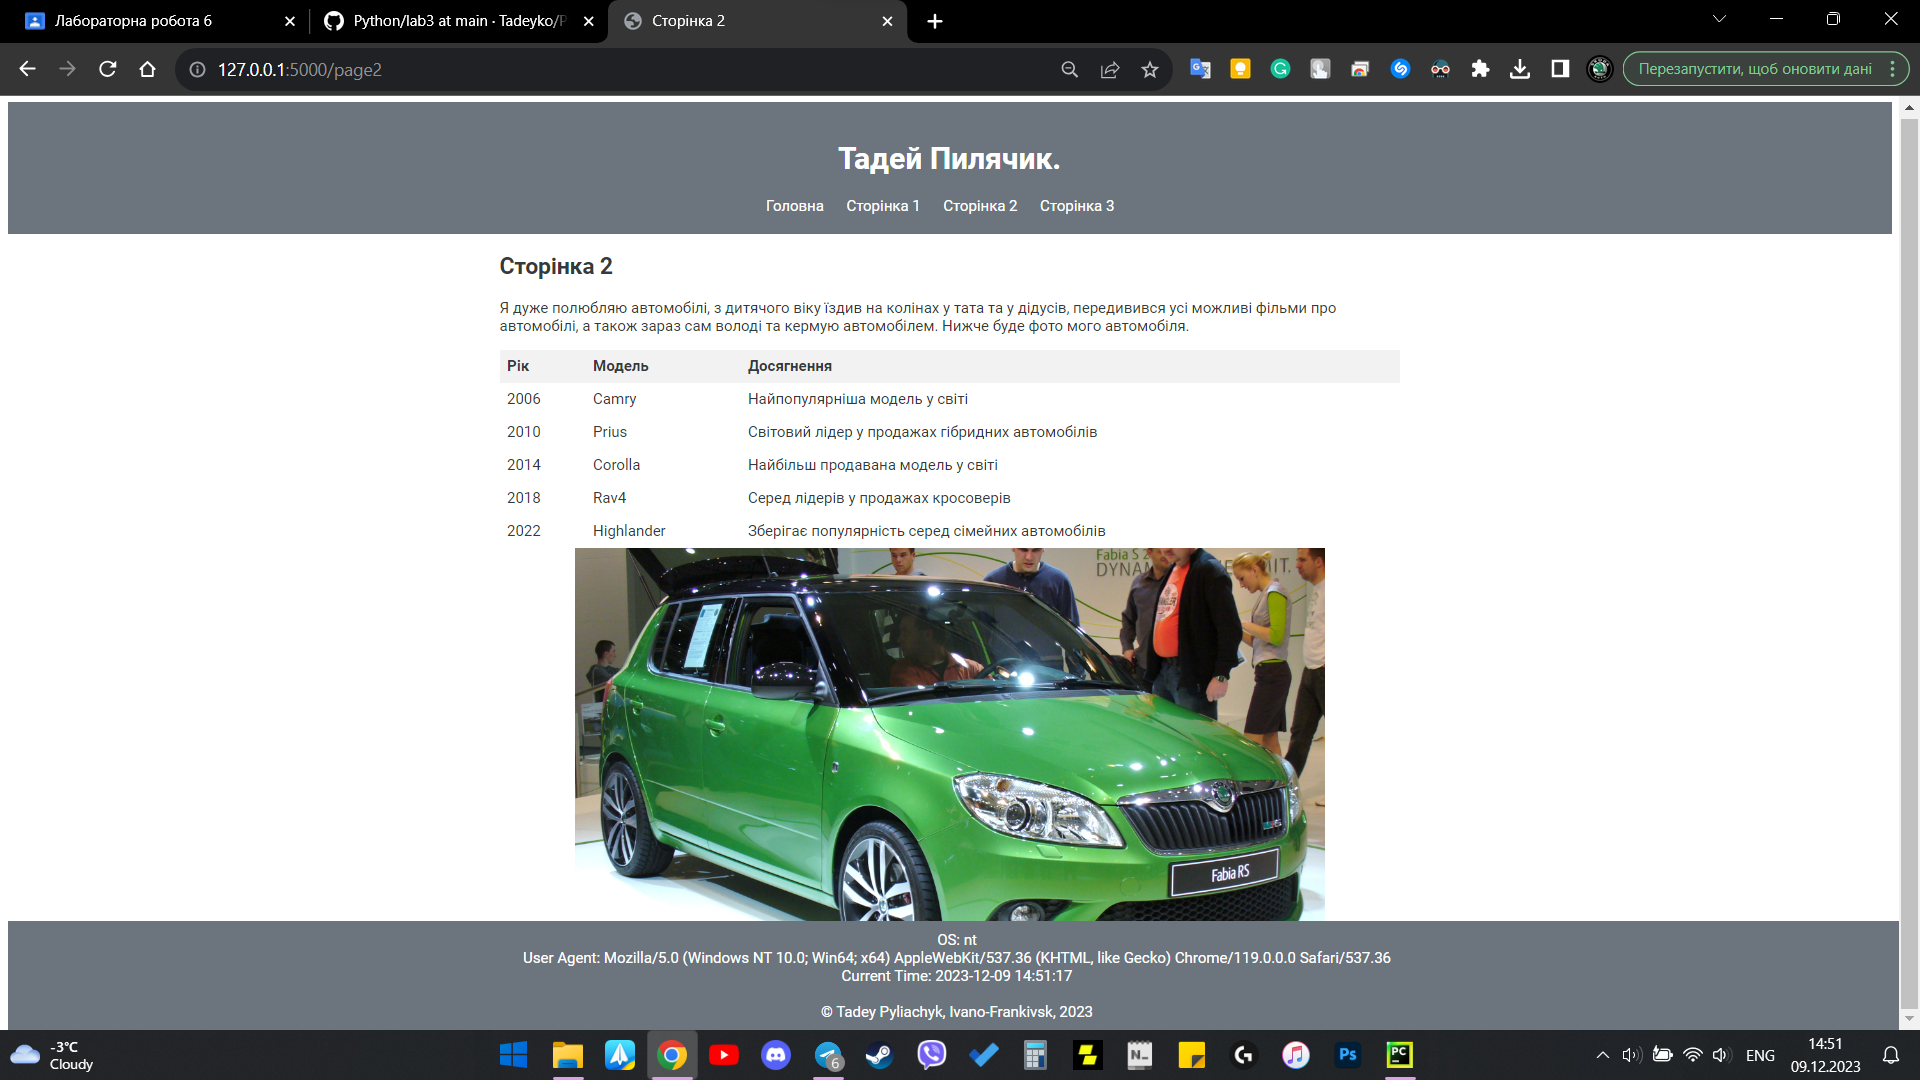 Лабораторна робота 6
Python/lab3 at main · Tadeyko/P
Сторінка 2
127.0.0.1:5000/page2
Перезапустити, щоб оновити дані
Тадей Пилячик.
Головна Сторінка 1 Сторінка 2 Сторінка 3
Сторінка 2
Я дуже полюбляю автомобілі, з дитячого віку їздив на колінах у тата та у дідусів, передивився усі можливі фільми про
автомобілі, а також зараз сам володі та кермую автомобілем. Нижче буде фото мого автомобіля.
Рік Модель Досягнення
2006 Camry Найпопулярніша модель у світі
2010 Prius Світовий лідер у продажах гібридних автомобілів
2014 Corolla Найбільш продавана модель у світі
2018 Rav4 Серед лідерів у продажах кросоверів
2022 Highlander Зберігає популярність серед сімейних автомобілів
Fabia S 2
DYNAM
MIT.
Fabia RS
OS: nt
User Agent: Mozilla/5.0 (Windows NT 10.0; Win64; x64) AppleWebKit/537.36 (KHTML, like Gecko) Chrome/119.0.0.0 Safari/537.36
Current Time: 2023-12-09 14:51:17
© Tadey Pyliachyk, Ivano-Frankivsk, 2023
-3°C
Cloudy
6
N
Ps
PC
ENG
14:51
09.12.2023